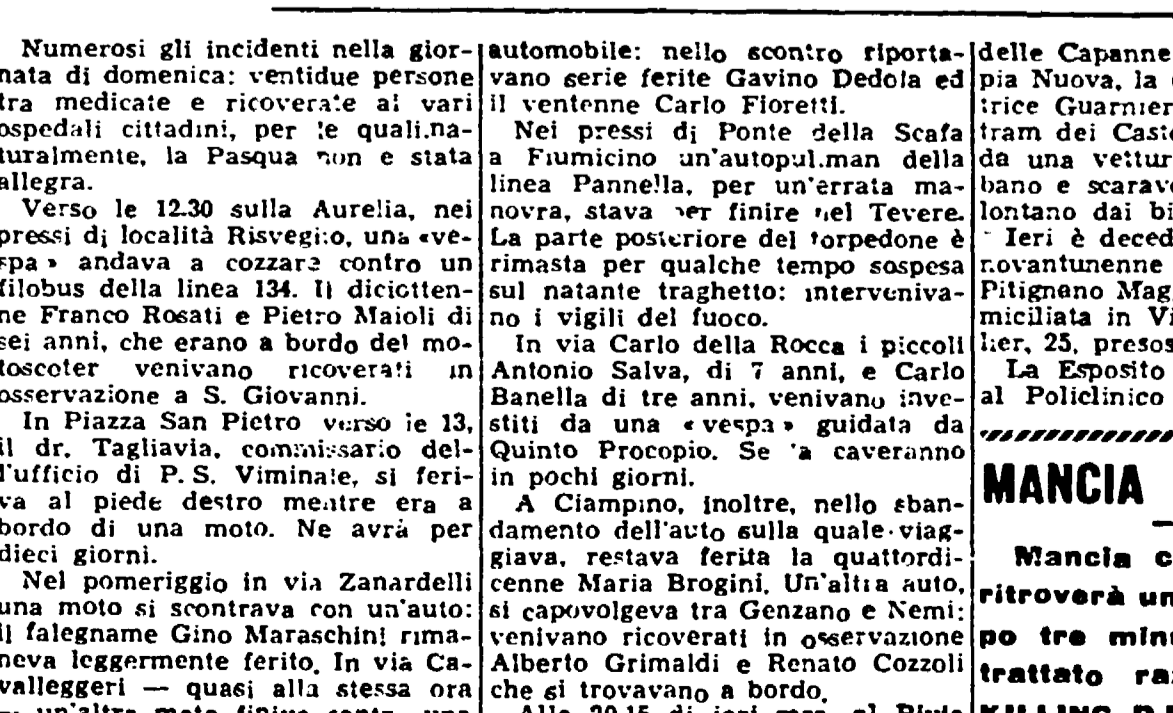 Numerosi gli incidenti nella gior-
nata di domenica: ventidue persone
tra medicate e ricoverate ai vari
ospedali cittadini, per le quali.na-
turalmente, la Pasqua non e stata
allegra.
Verso le 12.30 sulla Aurelia, nei
pressi di località Risveglio, una «ve-
spa» andava a cozzare contro un
filobus della linea 134. Il diciotten-
ne Franco Rosati e Pietro Maioli di
sei anni, che erano a bordo del mo-
toscoter venivano ricoverati in
osservazione a S. Giovanni.
In Piazza San Pietro verso le 13,
il dr. Tagliavia, commissario del-
l'ufficio di P. S. Viminale, si feri-
va al piede destro mentre era a
bordo di una moto. Ne avrà per
dieci giorni.
Nel pomeriggio in via Zanardelli
una moto si scontrava con un'auto:
il falegname Gino Maraschini rima-
neva leggermente ferito. In via Ca-
valleggeri — quasi alla stessa ora
— un'altra moto finiva contro una
automobile: nello scontro riporta-
vano serie ferite Gavino Dedola ed
il ventenne Carlo Fioretti.
Nei pressi di Ponte della Scafa
a Fiumicino un'autopul.man della
linea Pannella, per un'errata ma-
novra, stava per finire nel Tevere.
La parte posteriore del torpedone è
rimasta per qualche tempo sospesa
sul natante traghetto: interveniva-
no i vigili del fuoco.
In via Carlo della Rocca i piccoli
Antonio Salva, di 7 anni, e Carlo
Banella di tre anni, venivano inve-
stiti da una «vespa» guidata da
Quinto Procopio. Se la caveranno
in pochi giorni.
A Ciampino, inoltre, nello sban-
damento dell'auto sulla quale viag-
giava, restava ferita la quattordi-
cenne Maria Brogini. Un'altra auto,
si capovolgeva tra Genzano e Nemi:
venivano ricoverati in osservazione
Alberto Grimaldi e Renato Cozzoli
che si trovavano a bordo.
Alle 20.15 di ieri
delle Capanne
pia Nuova, la
trice Guarnier
tram dei Caste
da una vettur
bano e scarave
lontano dai bi
Ieri è deced
novantunenne
Pitignano Mag
miciliata in Vi
lier, 25, presos
La Esposito
al Policlinico
MANCIA
Mancia c
ritroverà un
po tre min
trattato ra